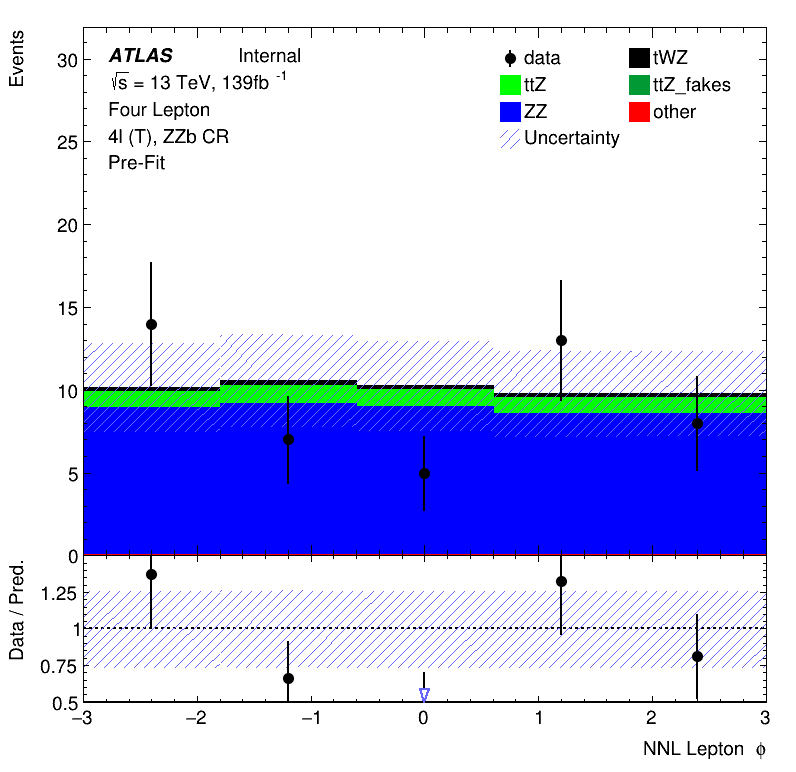 Events
30
25
20
15
10
5
0
ATLAS Internal
√s = 13 TeV, 139fb -1
Four Lepton
4l (T), ZZb CR
Pre-Fit
data
ttZ
ZZ
Uncertainty
tWZ
ttZ_fakes
other
Data / Pred.
1.25
1
0.75
0.5
−3 −2 −1 0 1 2 3
NNL Lepton ϕ